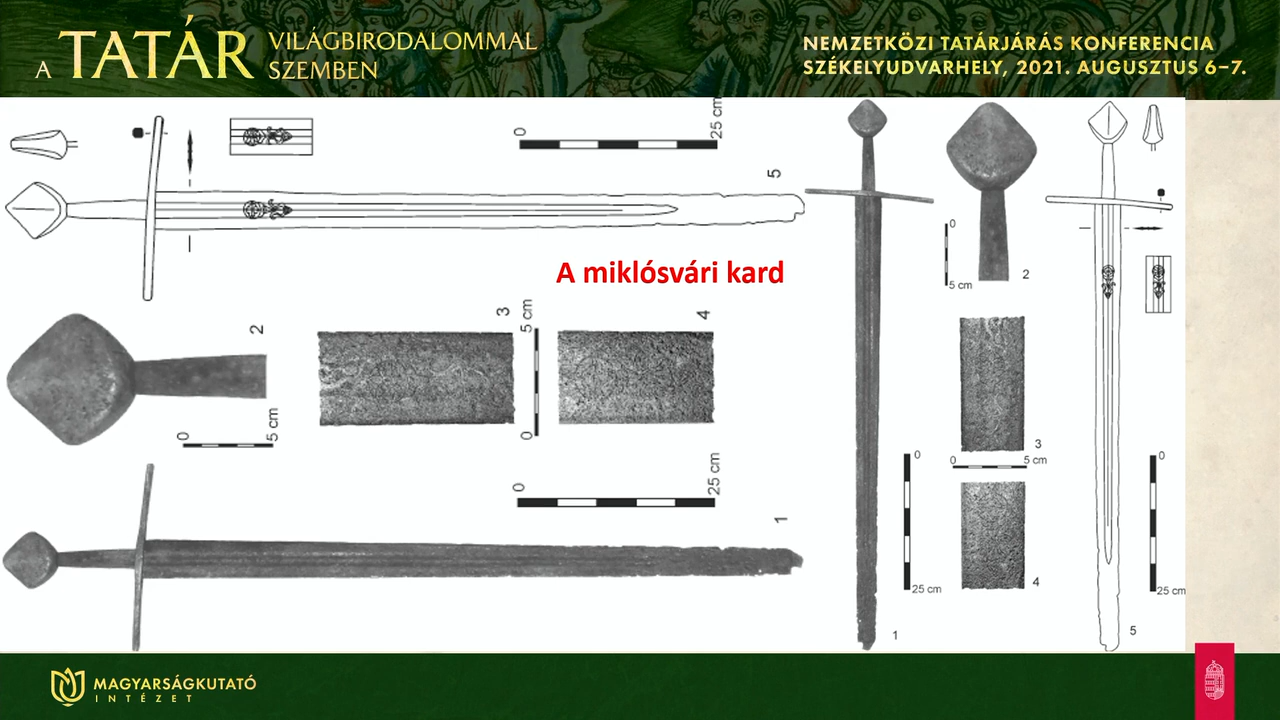 A TATÁR VILÁGBIRODALOMMAL
SZEMBEN
NEMZETKÖZI TATÁRJÁRÁS KONFERENCIA
SZÉKELYUDVARHELY, 2021. AUGUSZTUS 6–7.
0
25 cm
5
A miklósvári kard
2
3
4
0
5 cm
0
5 cm
0
25 cm
1
0
5 cm
2
3
0
5 cm
4
0
25 cm
1
0
25 cm
5
MAGYARSÁGKUTATÓ
INTÉZET